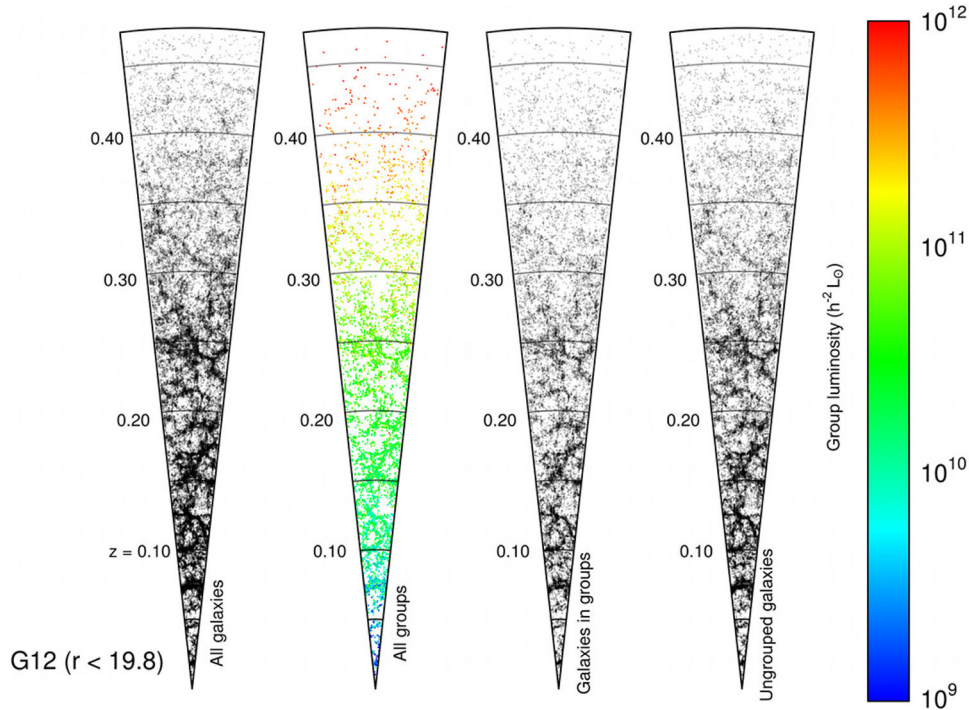 0.40
0.30
0.20
z = 0.10
All galaxies
0.40
0.30
0.20
0.10
All groups
0.40
0.30
0.20
0.10
Galaxies in groups
0.40
0.30
0.20
0.10
Ungrouped galaxies
G12 (r < 19.8)
Group luminosity (h⁻² L⊙)
10¹²
10¹¹
10¹⁰
10⁹